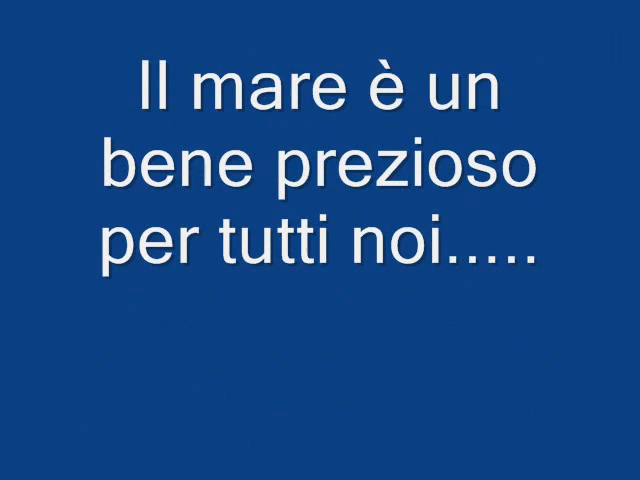 Il mare è un
bene prezioso
per tutti noi.....